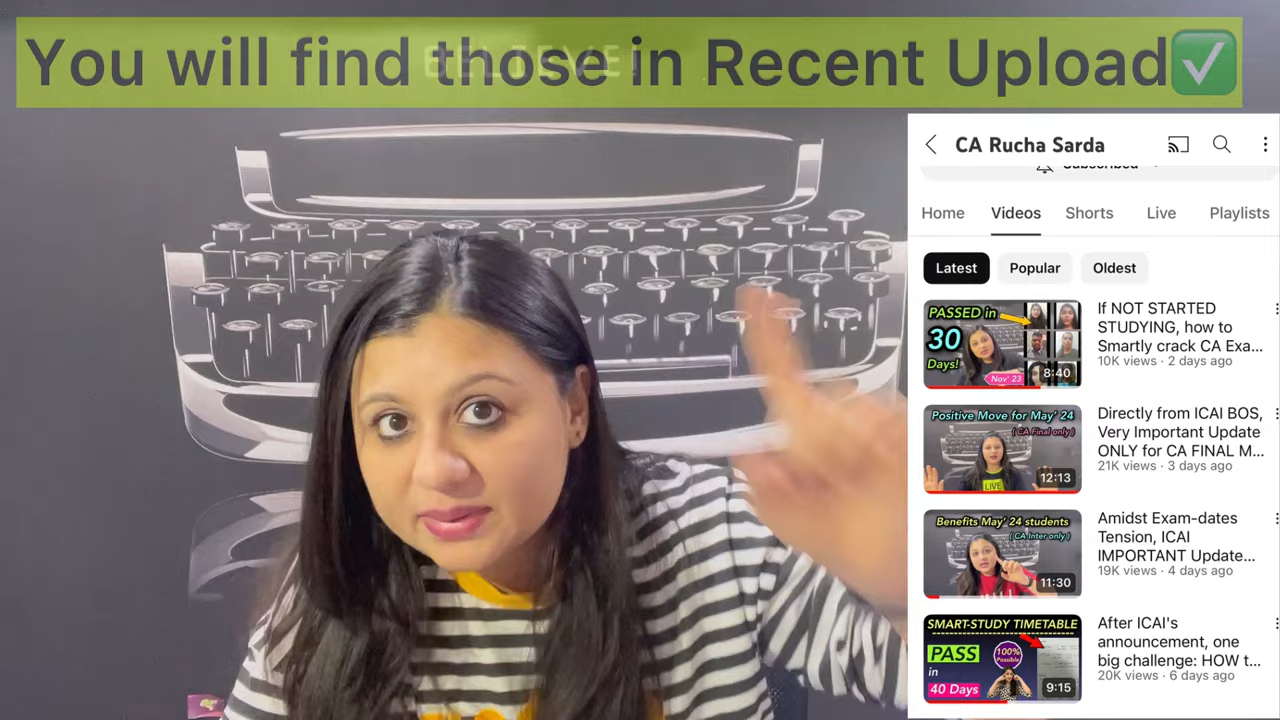 You will find those in Recent Upload✅
BELIEVE!
CA Rucha Sarda
Subscribed
Home Videos Shorts Live Playlists
Latest Popular Oldest
PASSED in
30
Days!
Nov' 23
8:40
If NOT STARTED
STUDYING, how to
Smartly crack CA Exa...
10K views · 2 days ago
Positive Move for May' 24
(CA Final only)
LIVE
12:13
Directly from ICAI BOS,
Very Important Update
ONLY for CA FINAL M...
21K views · 3 days ago
Benefits May' 24 students
(CA Inter only)
11:30
Amidst Exam-dates
Tension, ICAI
IMPORTANT Update...
19K views · 4 days ago
SMART-STUDY TIMETABLE
PASS
in
40 Days
100%
Possible
9:15
After ICAI's
announcement, one
big challenge: HOW t...
20K views · 6 days ago